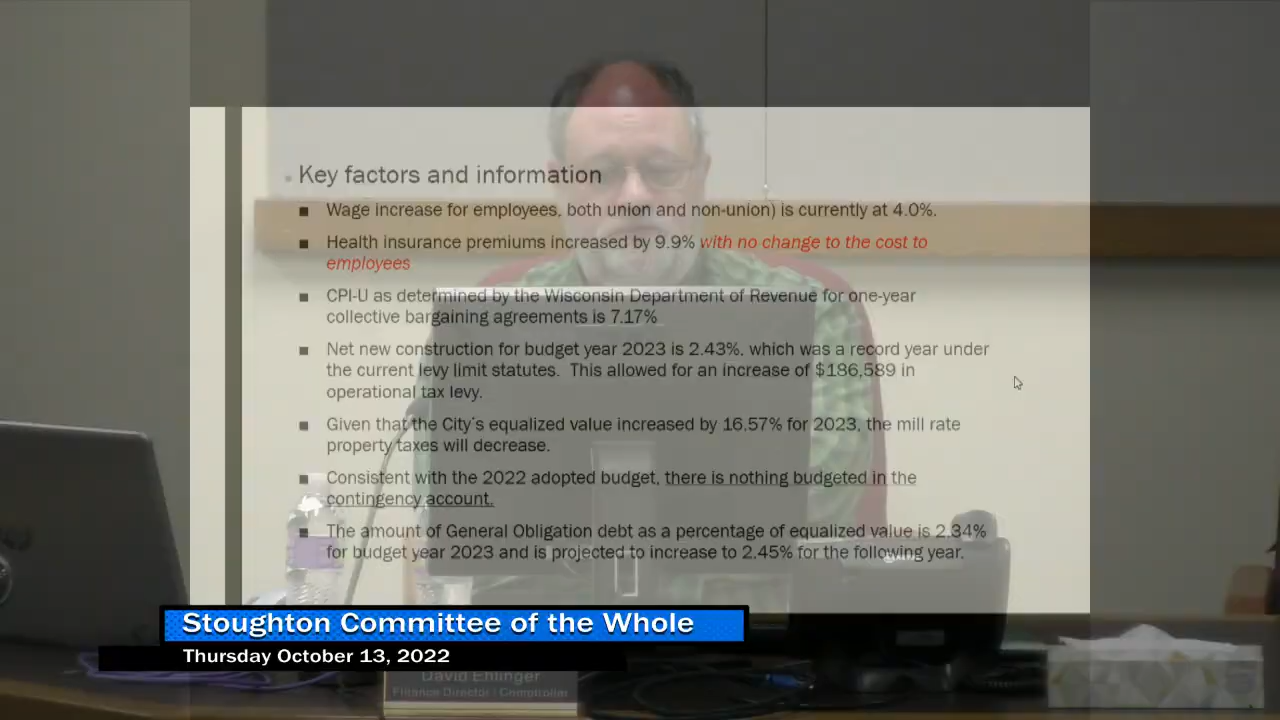 Key factors and information
Wage increase for employees, both union and non-union) is currently at 4.0%.
Health insurance premiums increased by 9.9% with no change to the cost to
employees
CPI-U as determined by the Wisconsin Department of Revenue for one-year
collective bargaining agreements is 7.17%
Net new construction for budget year 2023 is 2.43%, which was a record year under
the current levy limit statutes. This allowed for an increase of $186,589 in
operational tax levy.
Given that the City's equalized value increased by 16.57% for 2023, the mill rate
property taxes will decrease.
Consistent with the 2022 adopted budget, there is nothing budgeted in the
contingency account.
The amount of General Obligation debt as a percentage of equalized value is 2.34%
for budget year 2023 and is projected to increase to 2.45% for the following year.
Stoughton Committee of the Whole
Thursday October 13, 2022
David Ehlinger
Finance Director / Comptroller